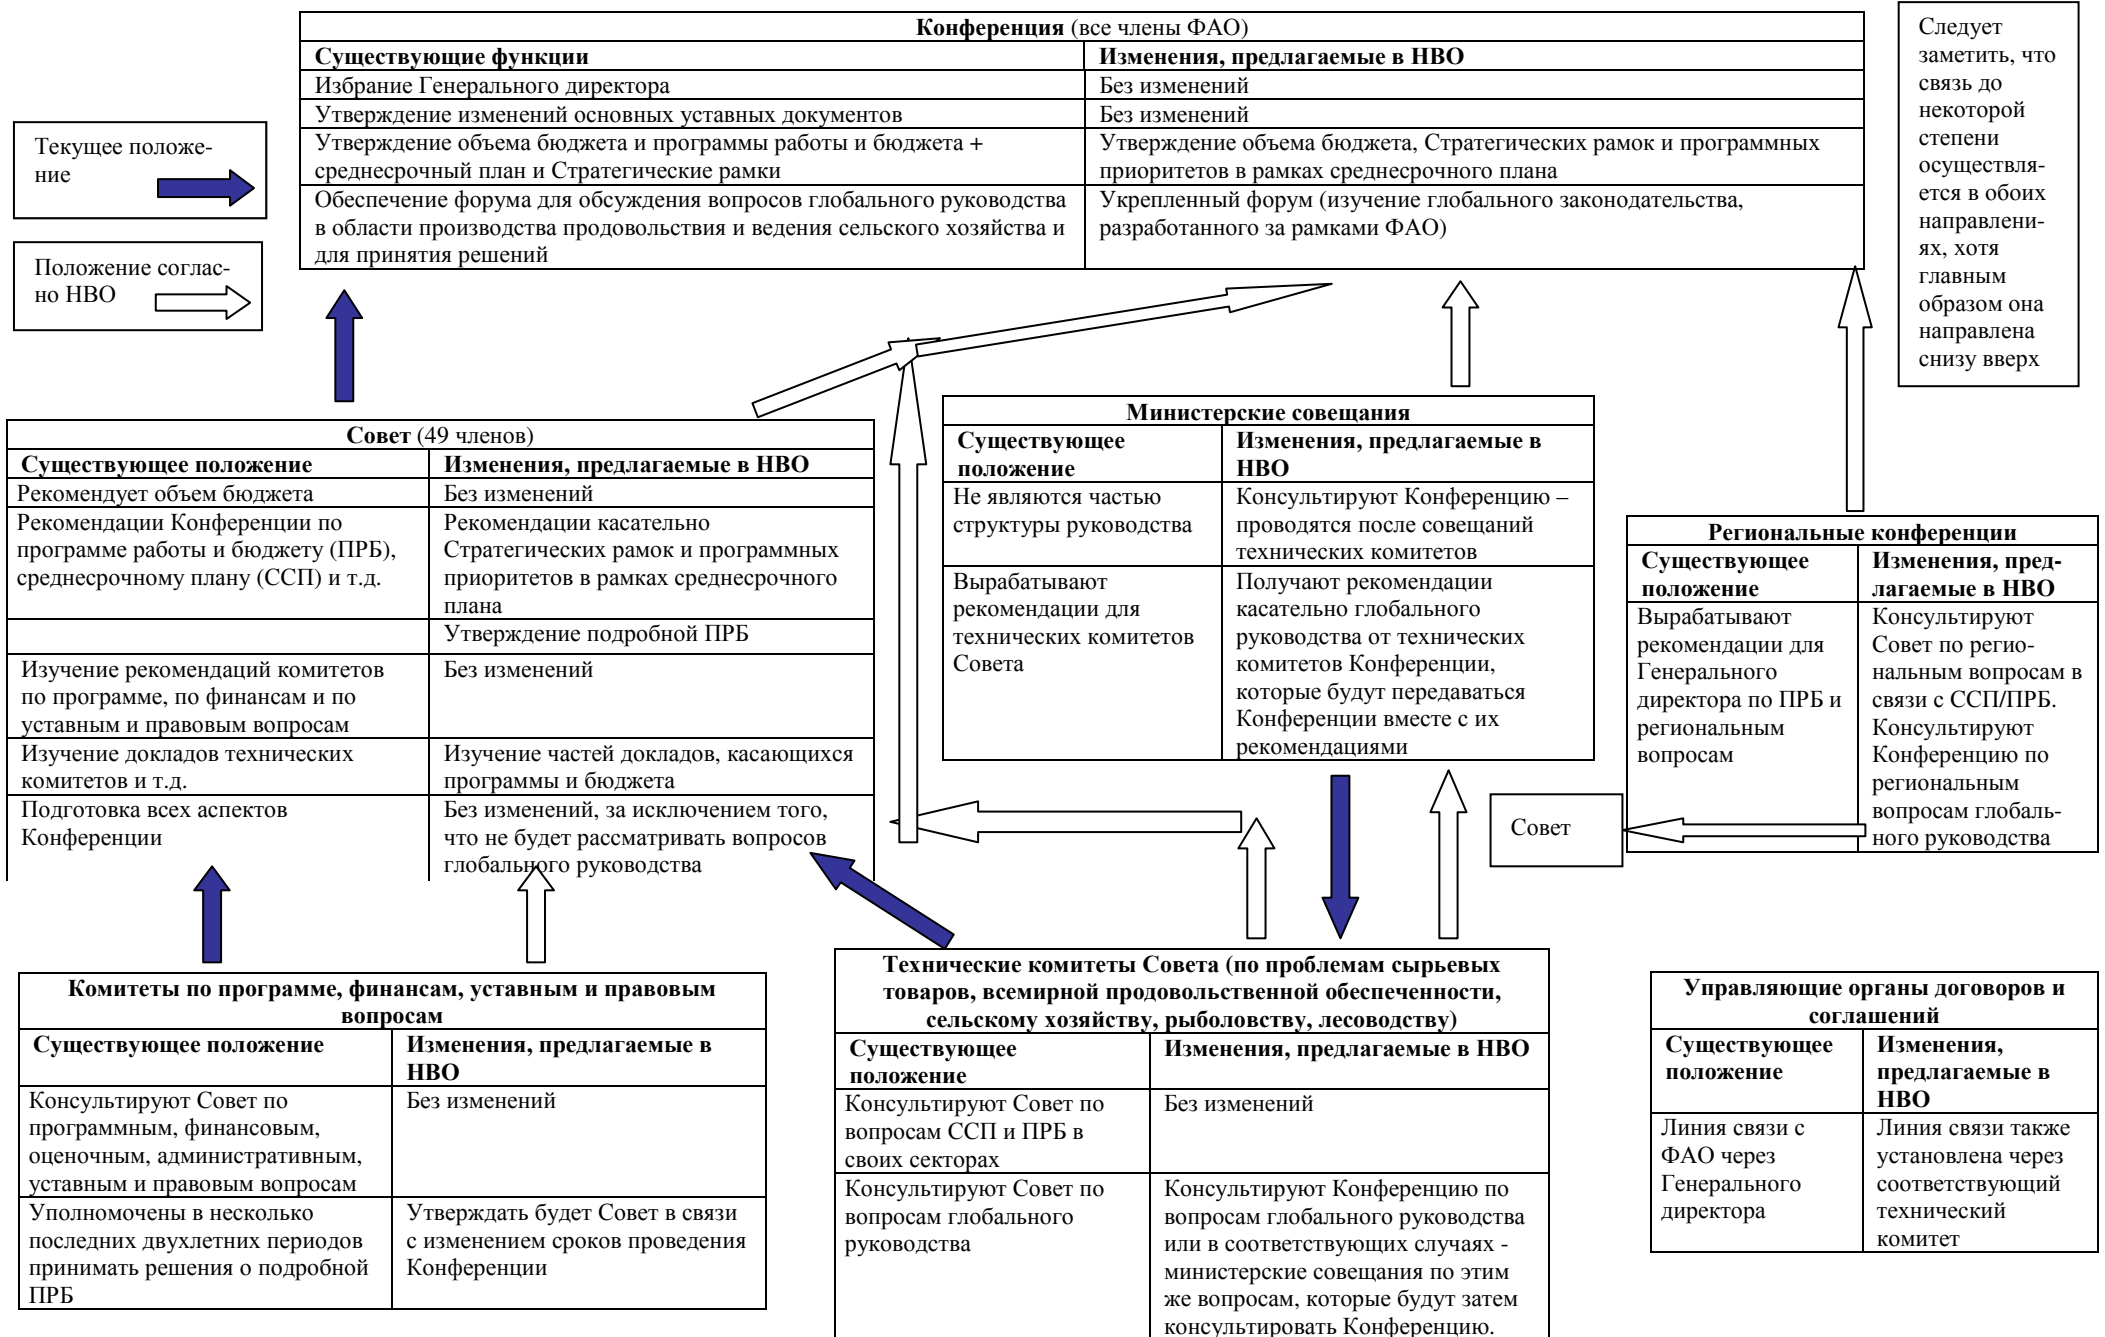 Конференция (все члены ФАО)
Существующие функции
Изменения, предлагаемые в НВО
Избрание Генерального директора
Без изменений
Утверждение изменений основных уставных документов
Без изменений
Утверждение объема бюджета и программы работы и бюджета +
среднесрочный план и Стратегические рамки
Утверждение объема бюджета, Стратегических рамок и программных
приоритетов в рамках среднесрочного плана
Обеспечение форума для обсуждения вопросов глобального руководства
в области производства продовольствия и ведения сельского хозяйства и
для принятия решений
Укрепленный форум (изучение глобального законодательства,
разработанного за рамками ФАО)
Следует
заметить, что
связь до
некоторой
степени
осуществля-
ется в обоих
направлени-
ях, хотя
главным
образом она
направлена
снизу вверх
Текущее положе-
ние
Положение соглас-
но НВО
Совет (49 членов)
Существующее положение
Изменения, предлагаемые в НВО
Рекомендует объем бюджета
Без изменений
Рекомендации Конференции по
программе работы и бюджету (ПРБ),
среднесрочному плану (ССП) и т.д.
Рекомендации касательно
Стратегических рамок и программных
приоритетов в рамках среднесрочного
плана
Утверждение подробной ПРБ
Изучение рекомендаций комитетов
по программе, по финансам и по
уставным и правовым вопросам
Без изменений
Изучение докладов технических
комитетов и т.д.
Изучение частей докладов, касающихся
программы и бюджета
Подготовка всех аспектов
Конференции
Без изменений, за исключением того,
что не будет рассматривать вопросов
глобального руководства
Министерские совещания
Существующее
положение
Изменения, предлагаемые в
НВО
Не являются частью
структуры руководства
Консультируют Конференцию –
проводятся после совещаний
технических комитетов
Вырабатывают
рекомендации для
технических комитетов
Совета
Получают рекомендации
касательно глобального
руководства от технических
комитетов Конференции,
которые будут передаваться
Конференции вместе с их
рекомендациями
Региональные конференции
Существующее
положение
Изменения, пред-
лагаемые в НВО
Вырабатывают
рекомендации для
Генерального
директора по ПРБ и
региональным
вопросам
Консультируют
Совет по регио-
нальным вопросам в
связи с ССП/ПРБ.
Консультируют
Конференцию по
региональным
вопросам глобаль-
ного руководства
Совет
Комитеты по программе, финансам, уставным и правовым
вопросам
Существующее положение
Изменения, предлагаемые в
НВО
Консультируют Совет по
программным, финансовым,
оценочным, административным,
уставным и правовым вопросам
Без изменений
Уполномочены в несколько
последних двухлетних периодов
принимать решения о подробной
ПРБ
Утверждать будет Совет в связи
с изменением сроков проведения
Конференции
Технические комитеты Совета (по проблемам сырьевых
товаров, всемирной продовольственной обеспеченности,
сельскому хозяйству, рыболовству, лесоводству)
Существующее
положение
Изменения, предлагаемые в НВО
Консультируют Совет по
вопросам ССП и ПРБ в
своих секторах
Без изменений
Консультируют Совет по
вопросам глобального
руководства
Консультируют Конференцию по
вопросам глобального руководства
или в соответствующих случаях -
министерские совещания по этим
же вопросам, которые будут затем
консультировать Конференцию.
Управляющие органы договоров и
соглашений
Существующее
положение
Изменения,
предлагаемые в
НВО
Линия связи с
ФАО через
Генерального
директора
Линия связи также
установлена через
соответствующий
технический
комитет